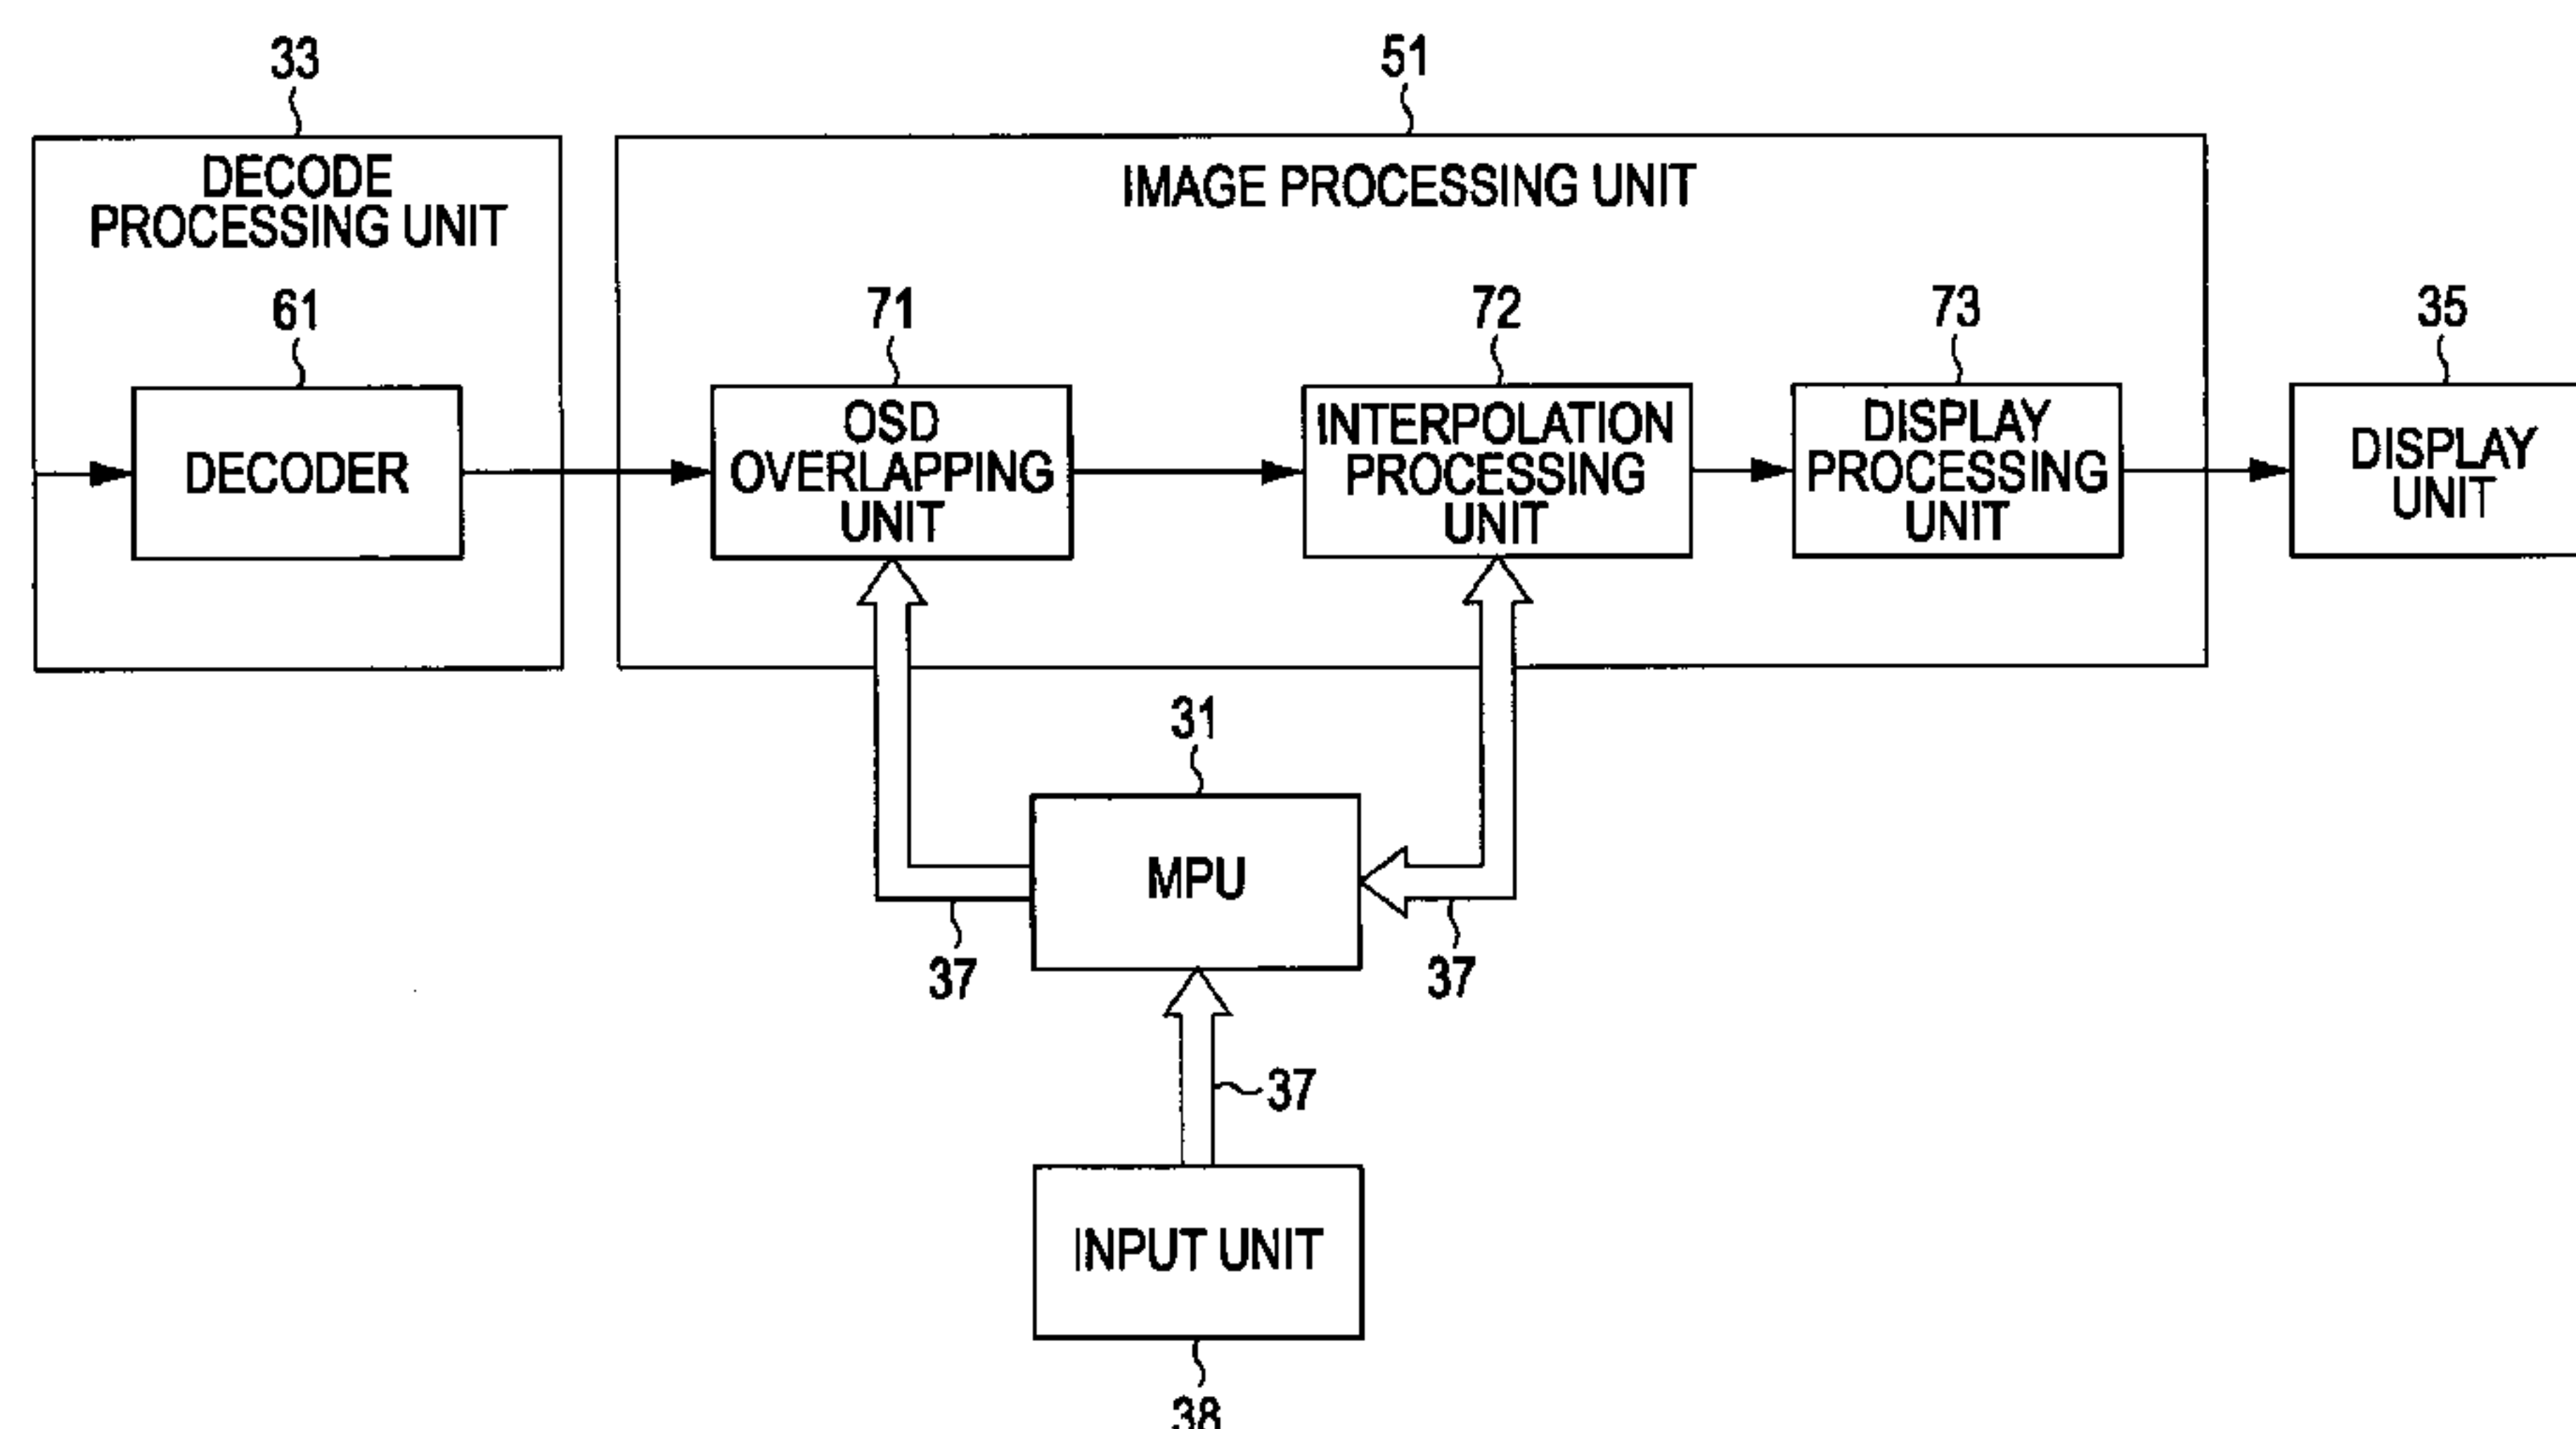 33
51
DECODE
PROCESSING UNIT
IMAGE PROCESSING UNIT
61
71
72
73
35
DECODER
OSD
OVERLAPPING
UNIT
INTERPOLATION
PROCESSING
UNIT
DISPLAY
PROCESSING
UNIT
DISPLAY
UNIT
31
MPU
37
37
37
INPUT UNIT
38